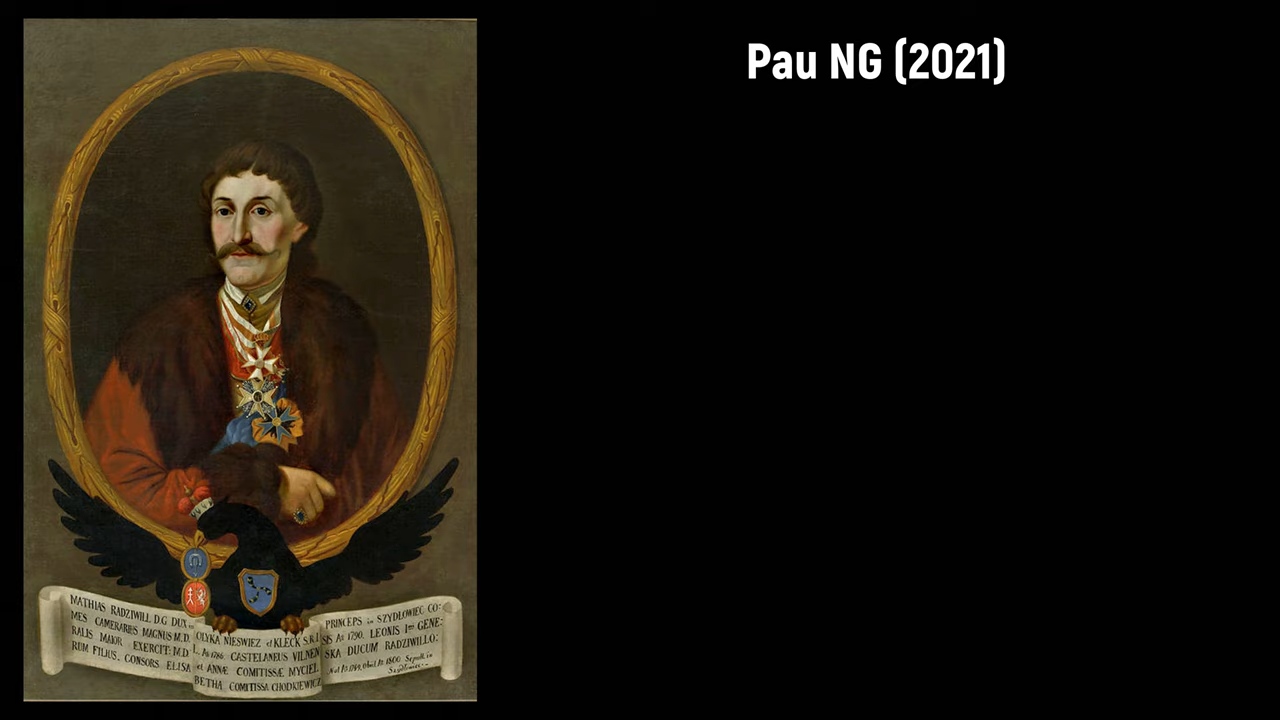 Pau NG (2021)
MATHIAS RADZIWILL D.G DUX in OLYKA NIESWIEZ et KLECK S.R.I. PRINCEPS in SZYDLOWIEC CO=
MES CAMERARIUS MAGNUS M.D. L. Aº 1786. CASTELANEUS VILNEN SIS Aº 1790. LEONIS GENE=
RALIS MAIOR EXERCIT: M.D. SKA DUCUM RADZIWILLO:
RUM FILIUS. CONSORS ELISA et ANNÆ COMITISSÆ MYCIEL
BETHA COMITISSA CHODKIEWICZ